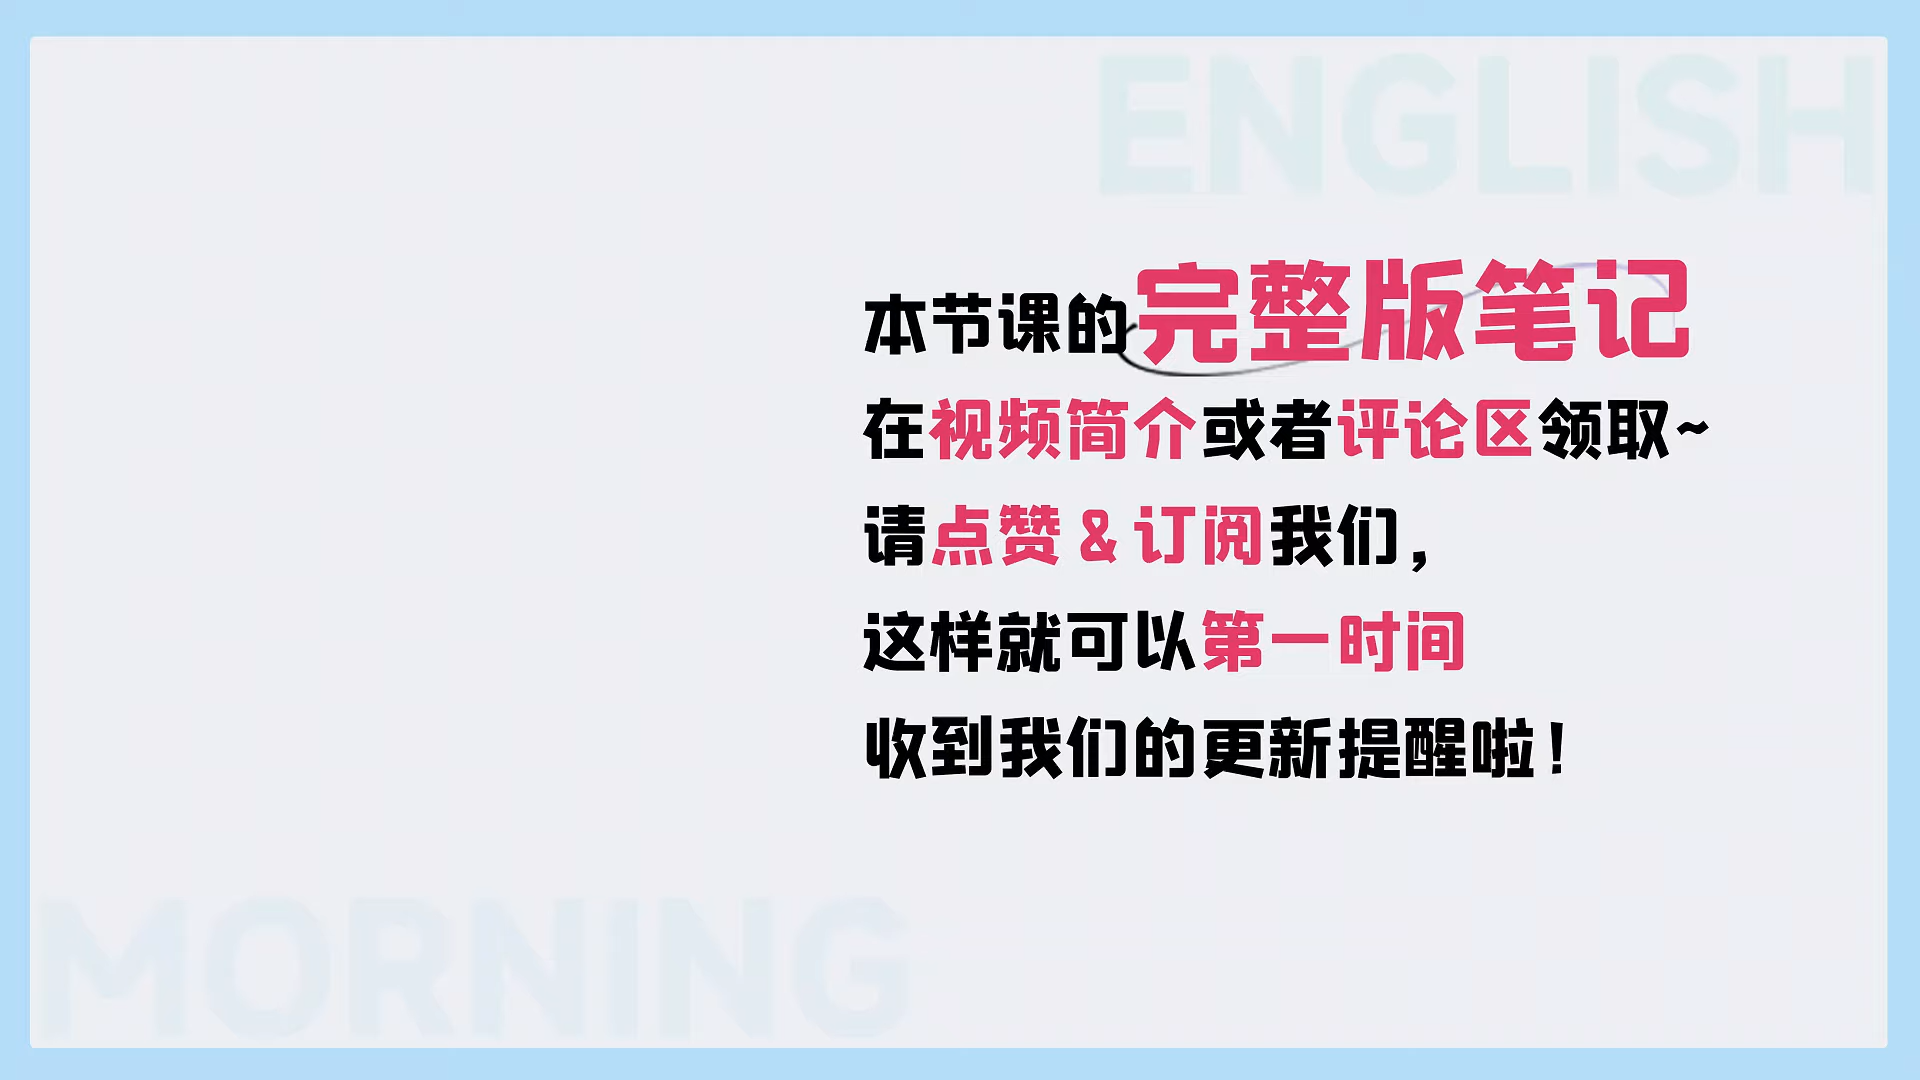 ENGLISH
本节课的完整版笔记
在视频简介或者评论区领取~
请点赞&订阅我们，
这样就可以第一时间
收到我们的更新提醒啦！
MORNING